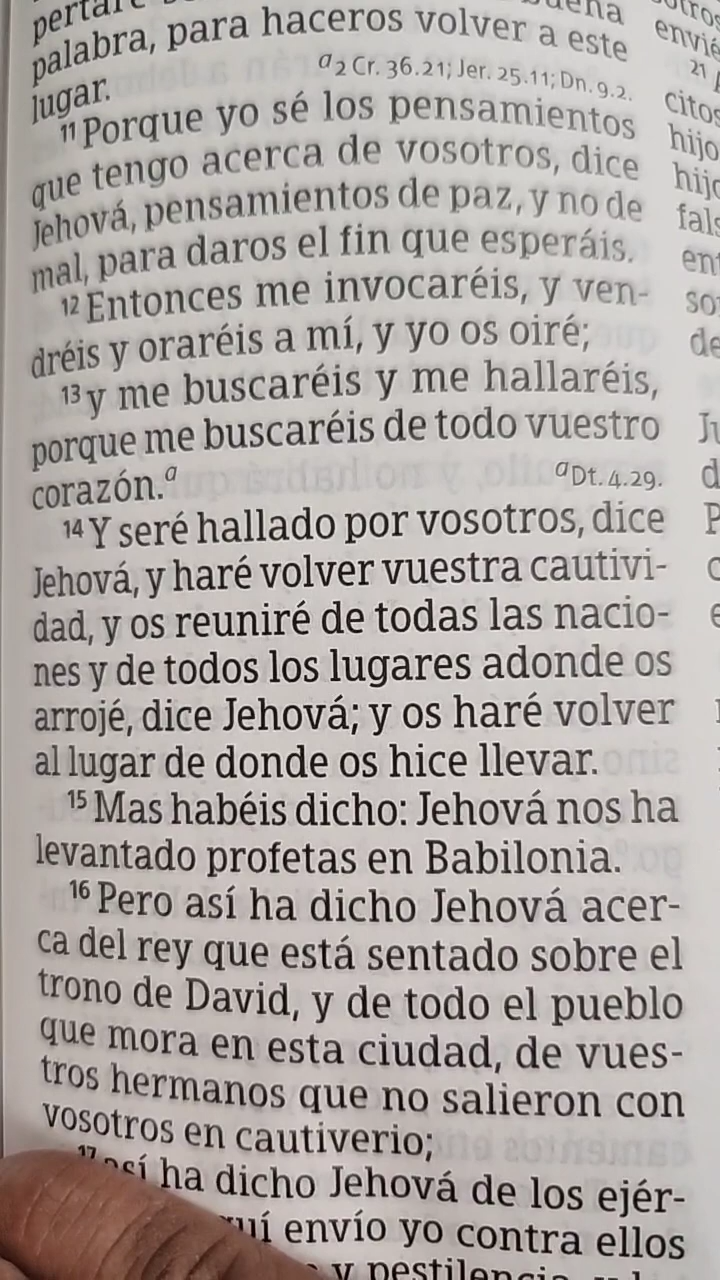 palabra, para haceros volver a este
lugar.
a2 Cr. 36.21; Jer. 25.11; Dn. 9.2.
11 Porque yo sé los pensamientos
que tengo acerca de vosotros, dice
Jehová, pensamientos de paz, y no de
mal, para daros el fin que esperáis.
12 Entonces me invocaréis, y ven-
dréis y oraréis a mí, y yo os oiré;
13 y me buscaréis y me hallaréis,
porque me buscaréis de todo vuestro
corazón.a
aDt. 4.29.
14 Y seré hallado por vosotros, dice
Jehová, y haré volver vuestra cautivi-
dad, y os reuniré de todas las nacio-
nes y de todos los lugares adonde os
arrojé, dice Jehová; y os haré volver
al lugar de donde os hice llevar.
15 Mas habéis dicho: Jehová nos ha
levantado profetas en Babilonia.
16 Pero así ha dicho Jehová acer-
ca del rey que está sentado sobre el
trono de David, y de todo el pueblo
que mora en esta ciudad, de vues-
tros hermanos que no salieron con
vosotros en cautiverio;
17 así ha dicho Jehová de los ejér-
envío yo contra ellos
y pestilencia
envié
21